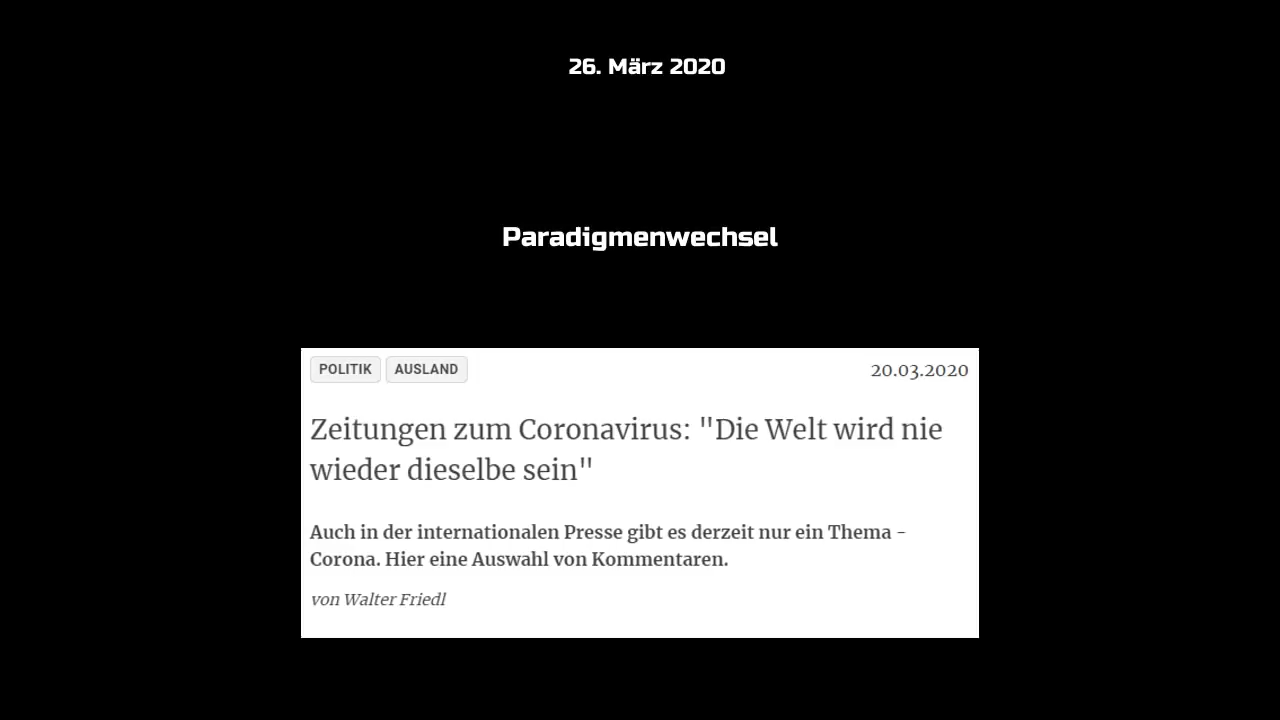 26. März 2020
Paradigmenwechsel
POLITIK AUSLAND 20.03.2020
Zeitungen zum Coronavirus: "Die Welt wird nie
wieder dieselbe sein"
Auch in der internationalen Presse gibt es derzeit nur ein Thema -
Corona. Hier eine Auswahl von Kommentaren.
von Walter Friedl